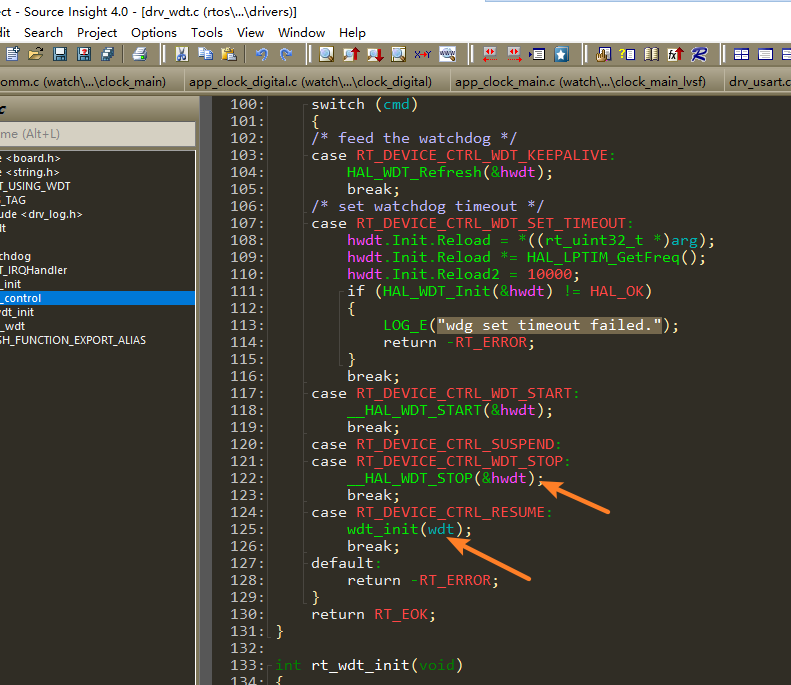 ct - Source Insight 4.0 - [drv_wdt.c (rtos\...\drivers)]
dit Search Project Options Tools View Window Help
omm.c (watch\...\clock_main) app_clock_digital.c (watch\...\clock_digital) app_clock_main.c (watch\...\clock_main_lvsf) drv_usart.c
c
me (Alt+L)
e <board.h>
e <string.h>
T_USING_WDT
_TAG
ude <drv_log.h>
dt
chdog
T_IRQHandler
_init
_control
vdt_init
_wdt
SH_FUNCTION_EXPORT_ALIAS
100: switch (cmd)
101: {
102: /* feed the watchdog */
103: case RT_DEVICE_CTRL_WDT_KEEPALIVE:
104: HAL_WDT_Refresh(&hwdt);
105: break;
106: /* set watchdog timeout */
107: case RT_DEVICE_CTRL_WDT_SET_TIMEOUT:
108: hwdt.Init.Reload = *((rt_uint32_t *)arg);
109: hwdt.Init.Reload *= HAL_LPTIM_GetFreq();
110: hwdt.Init.Reload2 = 10000;
111: if (HAL_WDT_Init(&hwdt) != HAL_OK)
112: {
113: LOG_E("wdg set timeout failed.");
114: return -RT_ERROR;
115: }
116: break;
117: case RT_DEVICE_CTRL_WDT_START:
118: __HAL_WDT_START(&hwdt);
119: break;
120: case RT_DEVICE_CTRL_SUSPEND:
121: case RT_DEVICE_CTRL_WDT_STOP:
122: __HAL_WDT_STOP(&hwdt);
123: break;
124: case RT_DEVICE_CTRL_RESUME:
125: wdt_init(wdt);
126: break;
127: default:
128: return -RT_ERROR;
129: }
130: return RT_EOK;
131: }
132:
133: int rt_wdt_init(void)
134: {